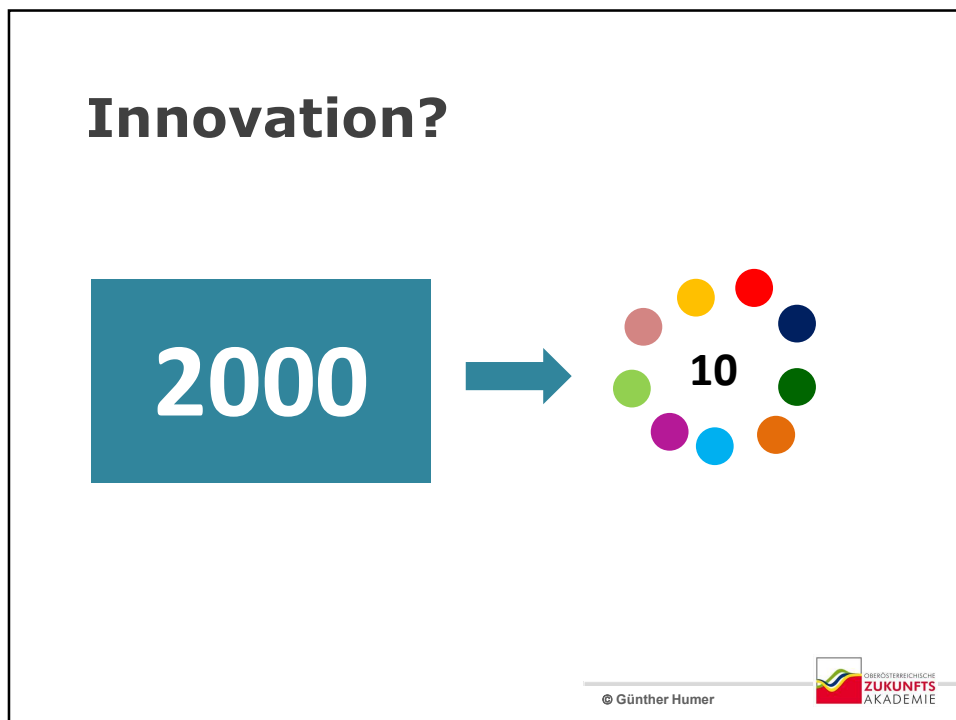 Innovation?
2000
10
© Günther Humer
OBERÖSTERREICHISCHE
ZUKUNFTS
AKADEMIE